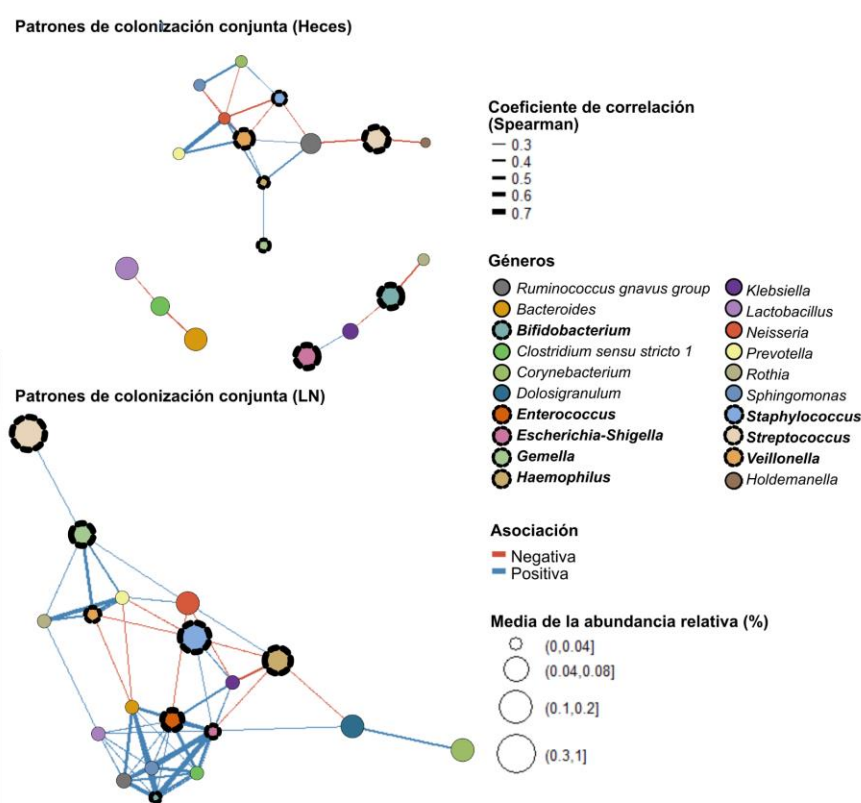 Patrones de colonización conjunta (Heces)
Coeficiente de correlación
(Spearman)
0.3
0.4
0.5
0.6
0.7
Géneros
Ruminococcus gnavus group
Bacteroides
Bifidobacterium
Clostridium sensu stricto 1
Corynebacterium
Dolosigranulum
Enterococcus
Escherichia-Shigella
Gemella
Haemophilus
Klebsiella
Lactobacillus
Neisseria
Prevotella
Rothia
Sphingomonas
Staphylococcus
Streptococcus
Veillonella
Holdemanella
Patrones de colonización conjunta (LN)
Asociación
Negativa
Positiva
Media de la abundancia relativa (%)
(0,0.04]
(0.04,0.08]
(0.1,0.2]
(0.3,1]